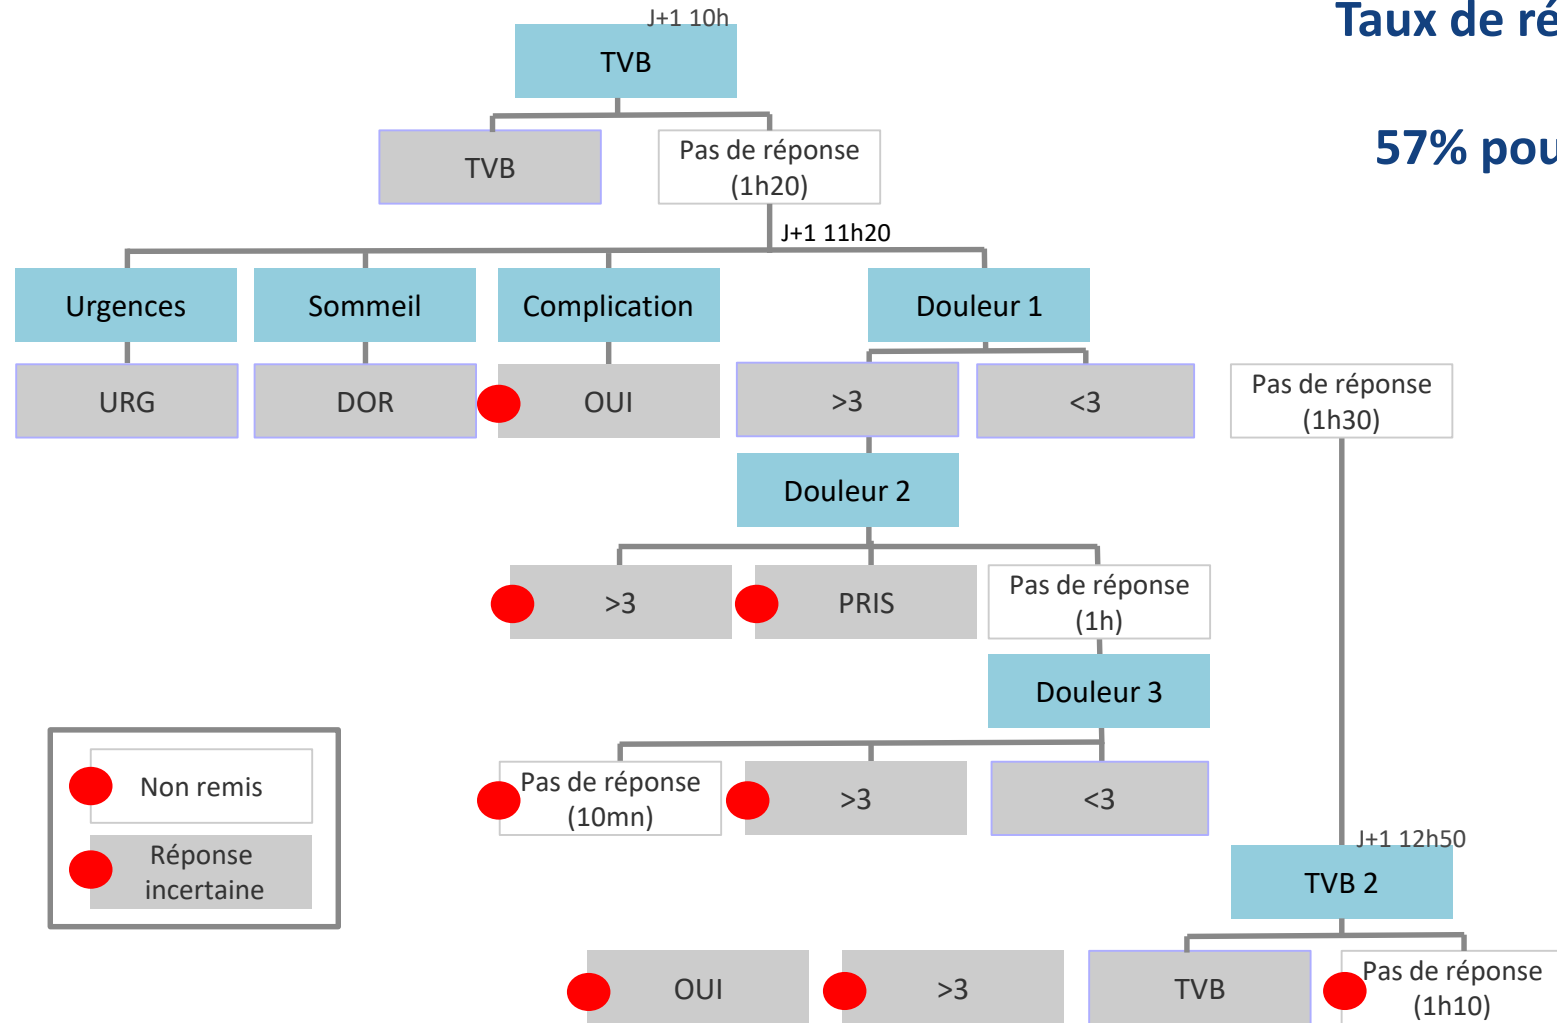 J+1 10h
Taux de ré
TVB
57% pou
TVB
Pas de réponse
(1h20)
J+1 11h20
Urgences
Sommeil
Complication
Douleur 1
URG
DOR
OUI
>3
<3
Pas de réponse
(1h30)
Douleur 2
>3
PRIS
Pas de réponse
(1h)
Douleur 3
Non remis
Pas de réponse
(10mn)
>3
<3
Réponse
incertaine
J+1 12h50
TVB 2
OUI
>3
TVB
Pas de réponse
(1h10)